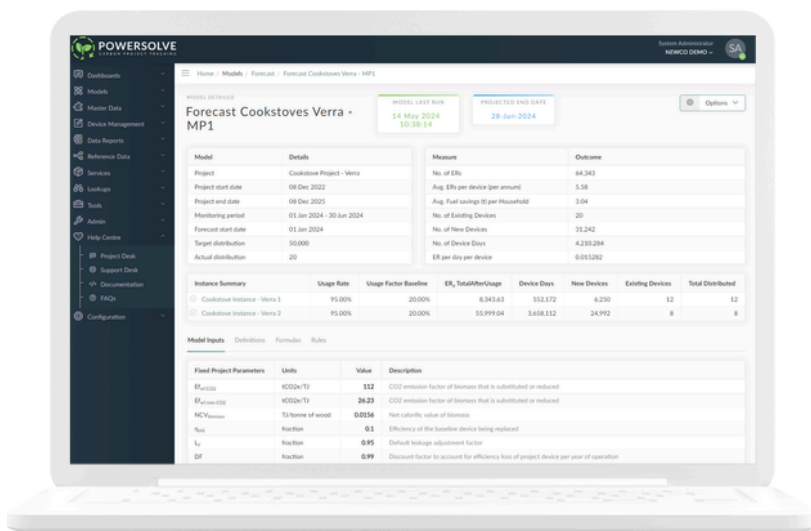 POWERSOLVE
CARBON PROJECT TRACKING
System Administrator
NEWCO DEMO
SA
Dashboards
Models
Master Data
Device Management
Data Reports
Reference Data
Services
Lookups
Tools
Admin
Help Centre
Project Desk
Support Desk
Documentation
FAQs
Configuration
Home / Models / Forecast / Forecast Cookstoves Verra - MP1
MODEL DETAILED
Forecast Cookstoves Verra -
MP1
MODEL LAST RUN
14 May 2024
10:38:14
PROJECTED END DATE
28-Jan-2024
Options
Model Details
Project Cookstove Project - Verra
Project start date 08 Dec 2022
Project end date 08 Dec 2025
Monitoring period 01 Jan 2024 - 30 Jun 2024
Forecast start date 01 Jan 2024
Target distribution 50,000
Actual distribution 20
Measure Outcome
No. of ERs 64,343
Avg. ERs per device (per annum) 5.58
Avg. Fuel savings (t) per Household 3.04
No. of Existing Devices 20
No. of New Devices 31,242
No. of Device Days 4,210,284
ER per day per device 0.015282
Instance Summary Usage Rate Usage Factor Baseline ERy TotalAfterUsage Device Days New Devices Existing Devices Total Distributed
Cookstove Instance - Verra 1 95.00% 20.00% 8,343.63 552,172 6,250 12 12
Cookstove Instance - Verra 2 95.00% 20.00% 55,999.04 3,658,112 24,992 8 8
Model Inputs Definitions Formulas Rules
Fixed Project Parameters Units Value Description
tCO2e/TJ 112 CO2 emission factor of biomass that is substituted or reduced
tCO2e/TJ 26.23 CO2 emission factor of biomass that is substituted or reduced
NCVbiomass TJ/tonne of wood 0.0156 Net calorific value of biomass
ηold fraction 0.1 Efficiency of the baseline device being replaced
fraction 0.95 Default leakage adjustment factor
DF fraction 0.99 Discount factor to account for efficiency loss of project device per year of operation